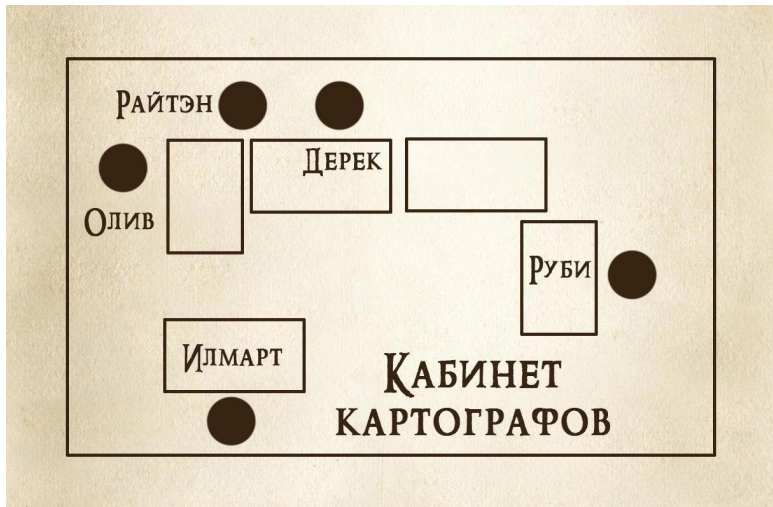 Райтэн
Дерек
Олив
Руби
Илмарт
Кабинет
картографов